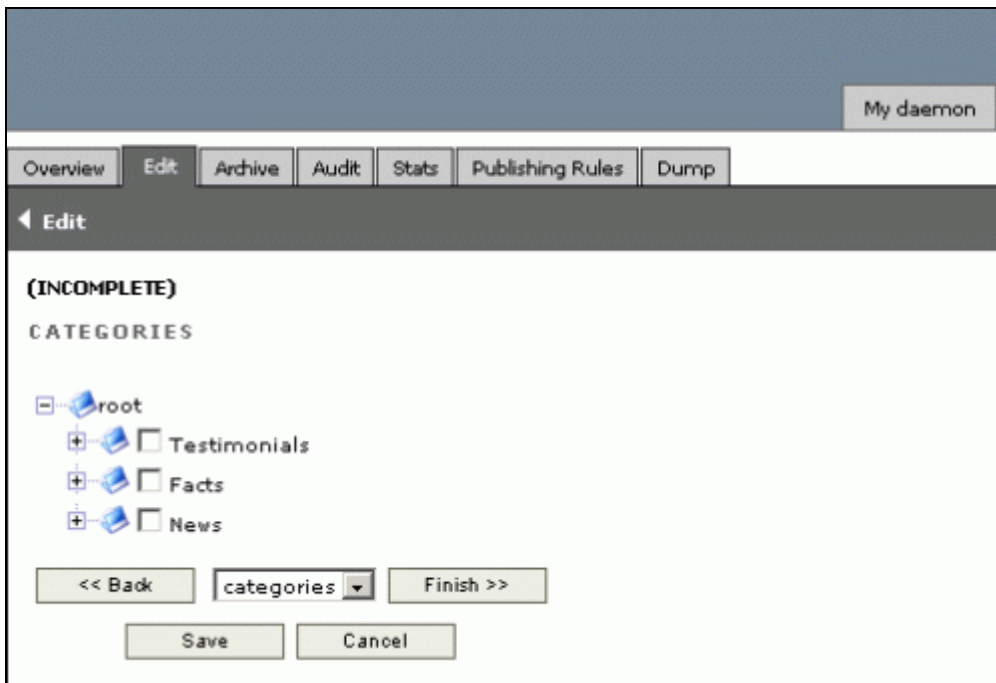 My daemon
Overview Edit Archive Audit Stats Publishing Rules Dump
Edit
(INCOMPLETE)
CATEGORIES
root
Testimonials
Facts
News
<< Back categories Finish >>
Save Cancel